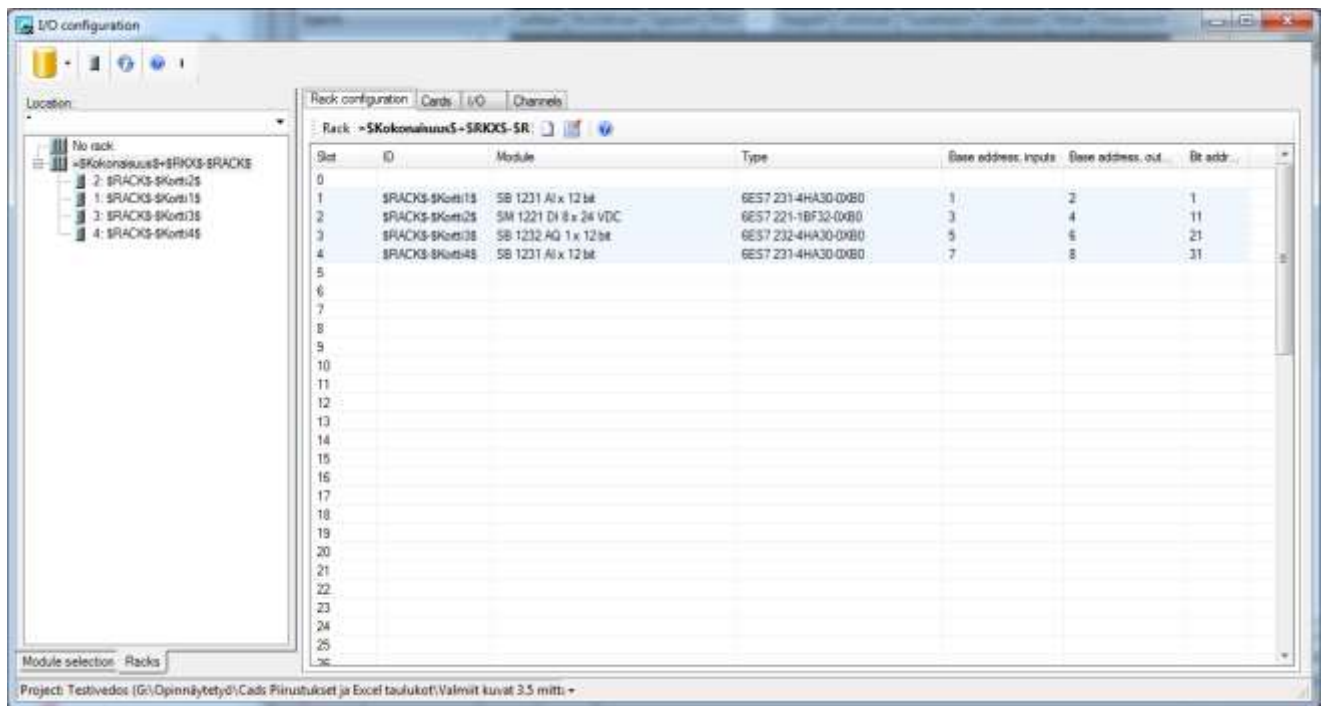 I/O configuration
Location:
*
No rack
=$Kokonaisuus$+$RKX$-$RACK$
2: $RACK$-$Kortti2$
1: $RACK$-$Kortti1$
3: $RACK$-$Kortti3$
4: $RACK$-$Kortti4$
Module selection Racks
Rack configuration Cards I/O Channels
Rack =$Kokonaisuus$+$RKX$-$R
Slot ID Module Type Base address, inputs Base address, out... Bit addr...
0
1 $RACK$-$Kortti1$ SB 1231 AI x 12 bit 6ES7 231-4HA30-0XB0 1 2 1
2 $RACK$-$Kortti2$ SM 1221 DI 8 x 24 VDC 6ES7 221-1BF32-0XB0 3 4 11
3 $RACK$-$Kortti3$ SB 1232 AQ 1 x 12 bit 6ES7 232-4HA30-0XB0 5 6 21
4 $RACK$-$Kortti4$ SB 1231 AI x 12 bit 6ES7 231-4HA30-0XB0 7 8 31
5
6
7
8
9
10
11
12
13
14
15
16
17
18
19
20
21
22
23
24
25
26
Project: Testivedos (G:\Opinnäytetyö\Cads Piirustukset ja Excel taulukot\Valmiit kuvat 3.5 mitt: